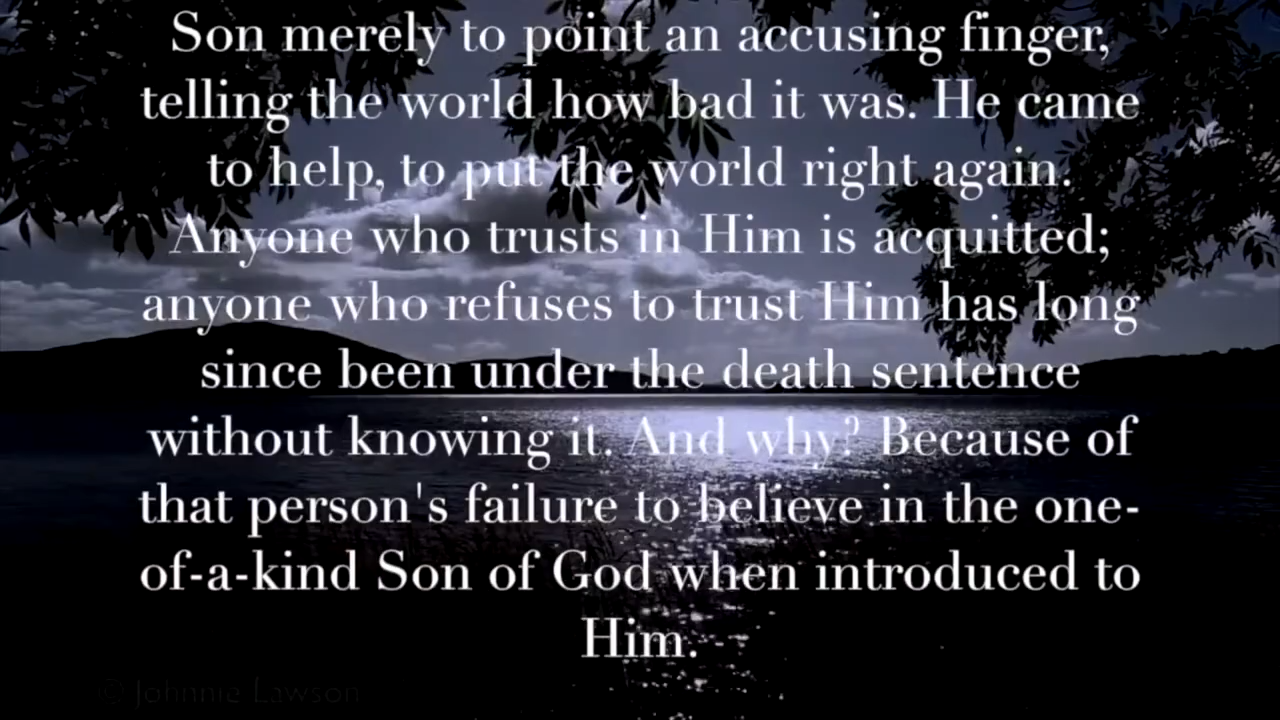 Son merely to point an accusing finger,
telling the world how bad it was. He came
to help, to put the world right again.
Anyone who trusts in Him is acquitted;
anyone who refuses to trust Him has long
since been under the death sentence
without knowing it. And why? Because of
that person's failure to believe in the one-
of-a-kind Son of God when introduced to
Him.
© Johnnie Lawson